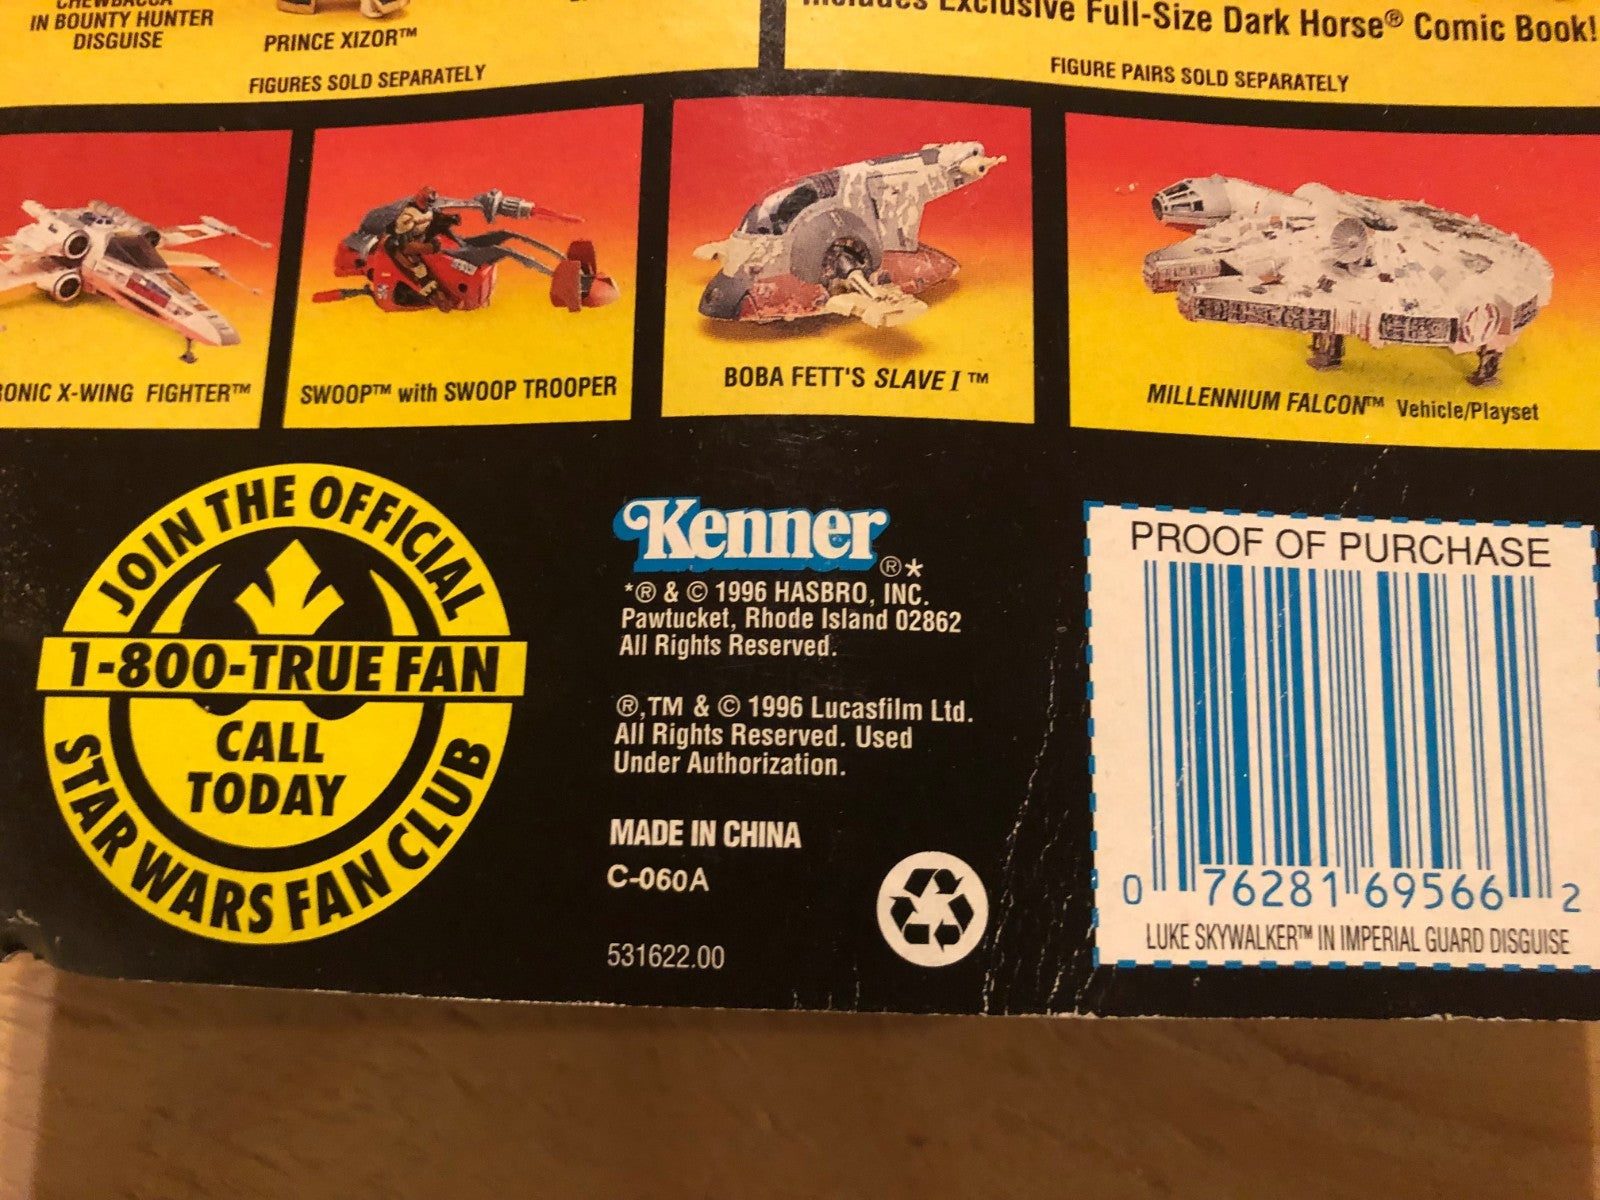 CHEWBACCA
IN BOUNTY HUNTER
DISGUISE
PRINCE XIZOR™
FIGURES SOLD SEPARATELY
Includes Exclusive Full-Size Dark Horse® Comic Book!
FIGURE PAIRS SOLD SEPARATELY
RONIC X-WING FIGHTER™
SWOOP™ with SWOOP TROOPER
BOBA FETT'S SLAVE I ™
MILLENNIUM FALCON™ Vehicle/Playset
JOIN THE OFFICIAL
1-800-TRUE FAN
CALL
TODAY
STAR WARS FAN CLUB
Kenner®*
*® & © 1996 HASBRO, INC.
Pawtucket, Rhode Island 02862
All Rights Reserved.
®,TM & © 1996 Lucasfilm Ltd.
All Rights Reserved. Used
Under Authorization.
MADE IN CHINA
C-060A
531622.00
PROOF OF PURCHASE
0 76281 69566 2
LUKE SKYWALKER™ IN IMPERIAL GUARD DISGUISE